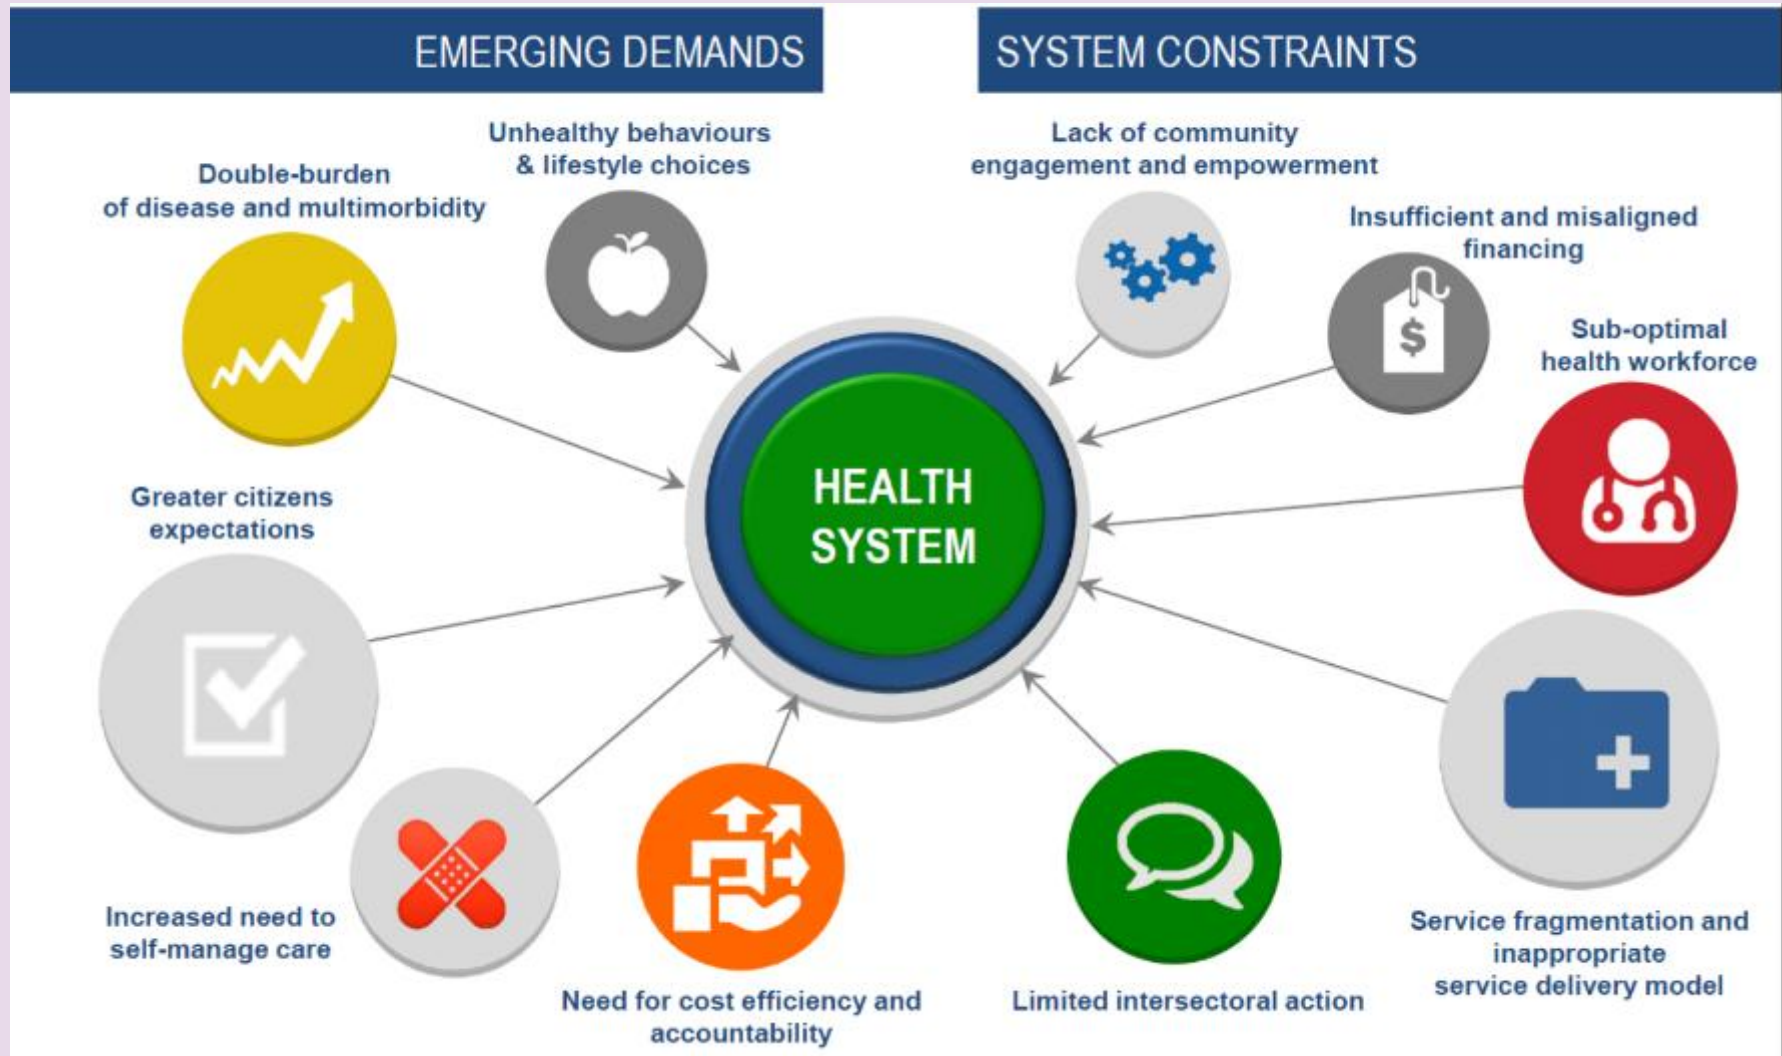 EMERGING DEMANDS
SYSTEM CONSTRAINTS
Unhealthy behaviours
& lifestyle choices
Double-burden
of disease and multimorbidity
Greater citizens
expectations
Increased need to
self-manage care
Need for cost efficiency and
accountability
HEALTH
SYSTEM
Lack of community
engagement and empowerment
Insufficient and misaligned
financing
$
Sub-optimal
health workforce
Service fragmentation and
inappropriate
service delivery model
Limited intersectoral action